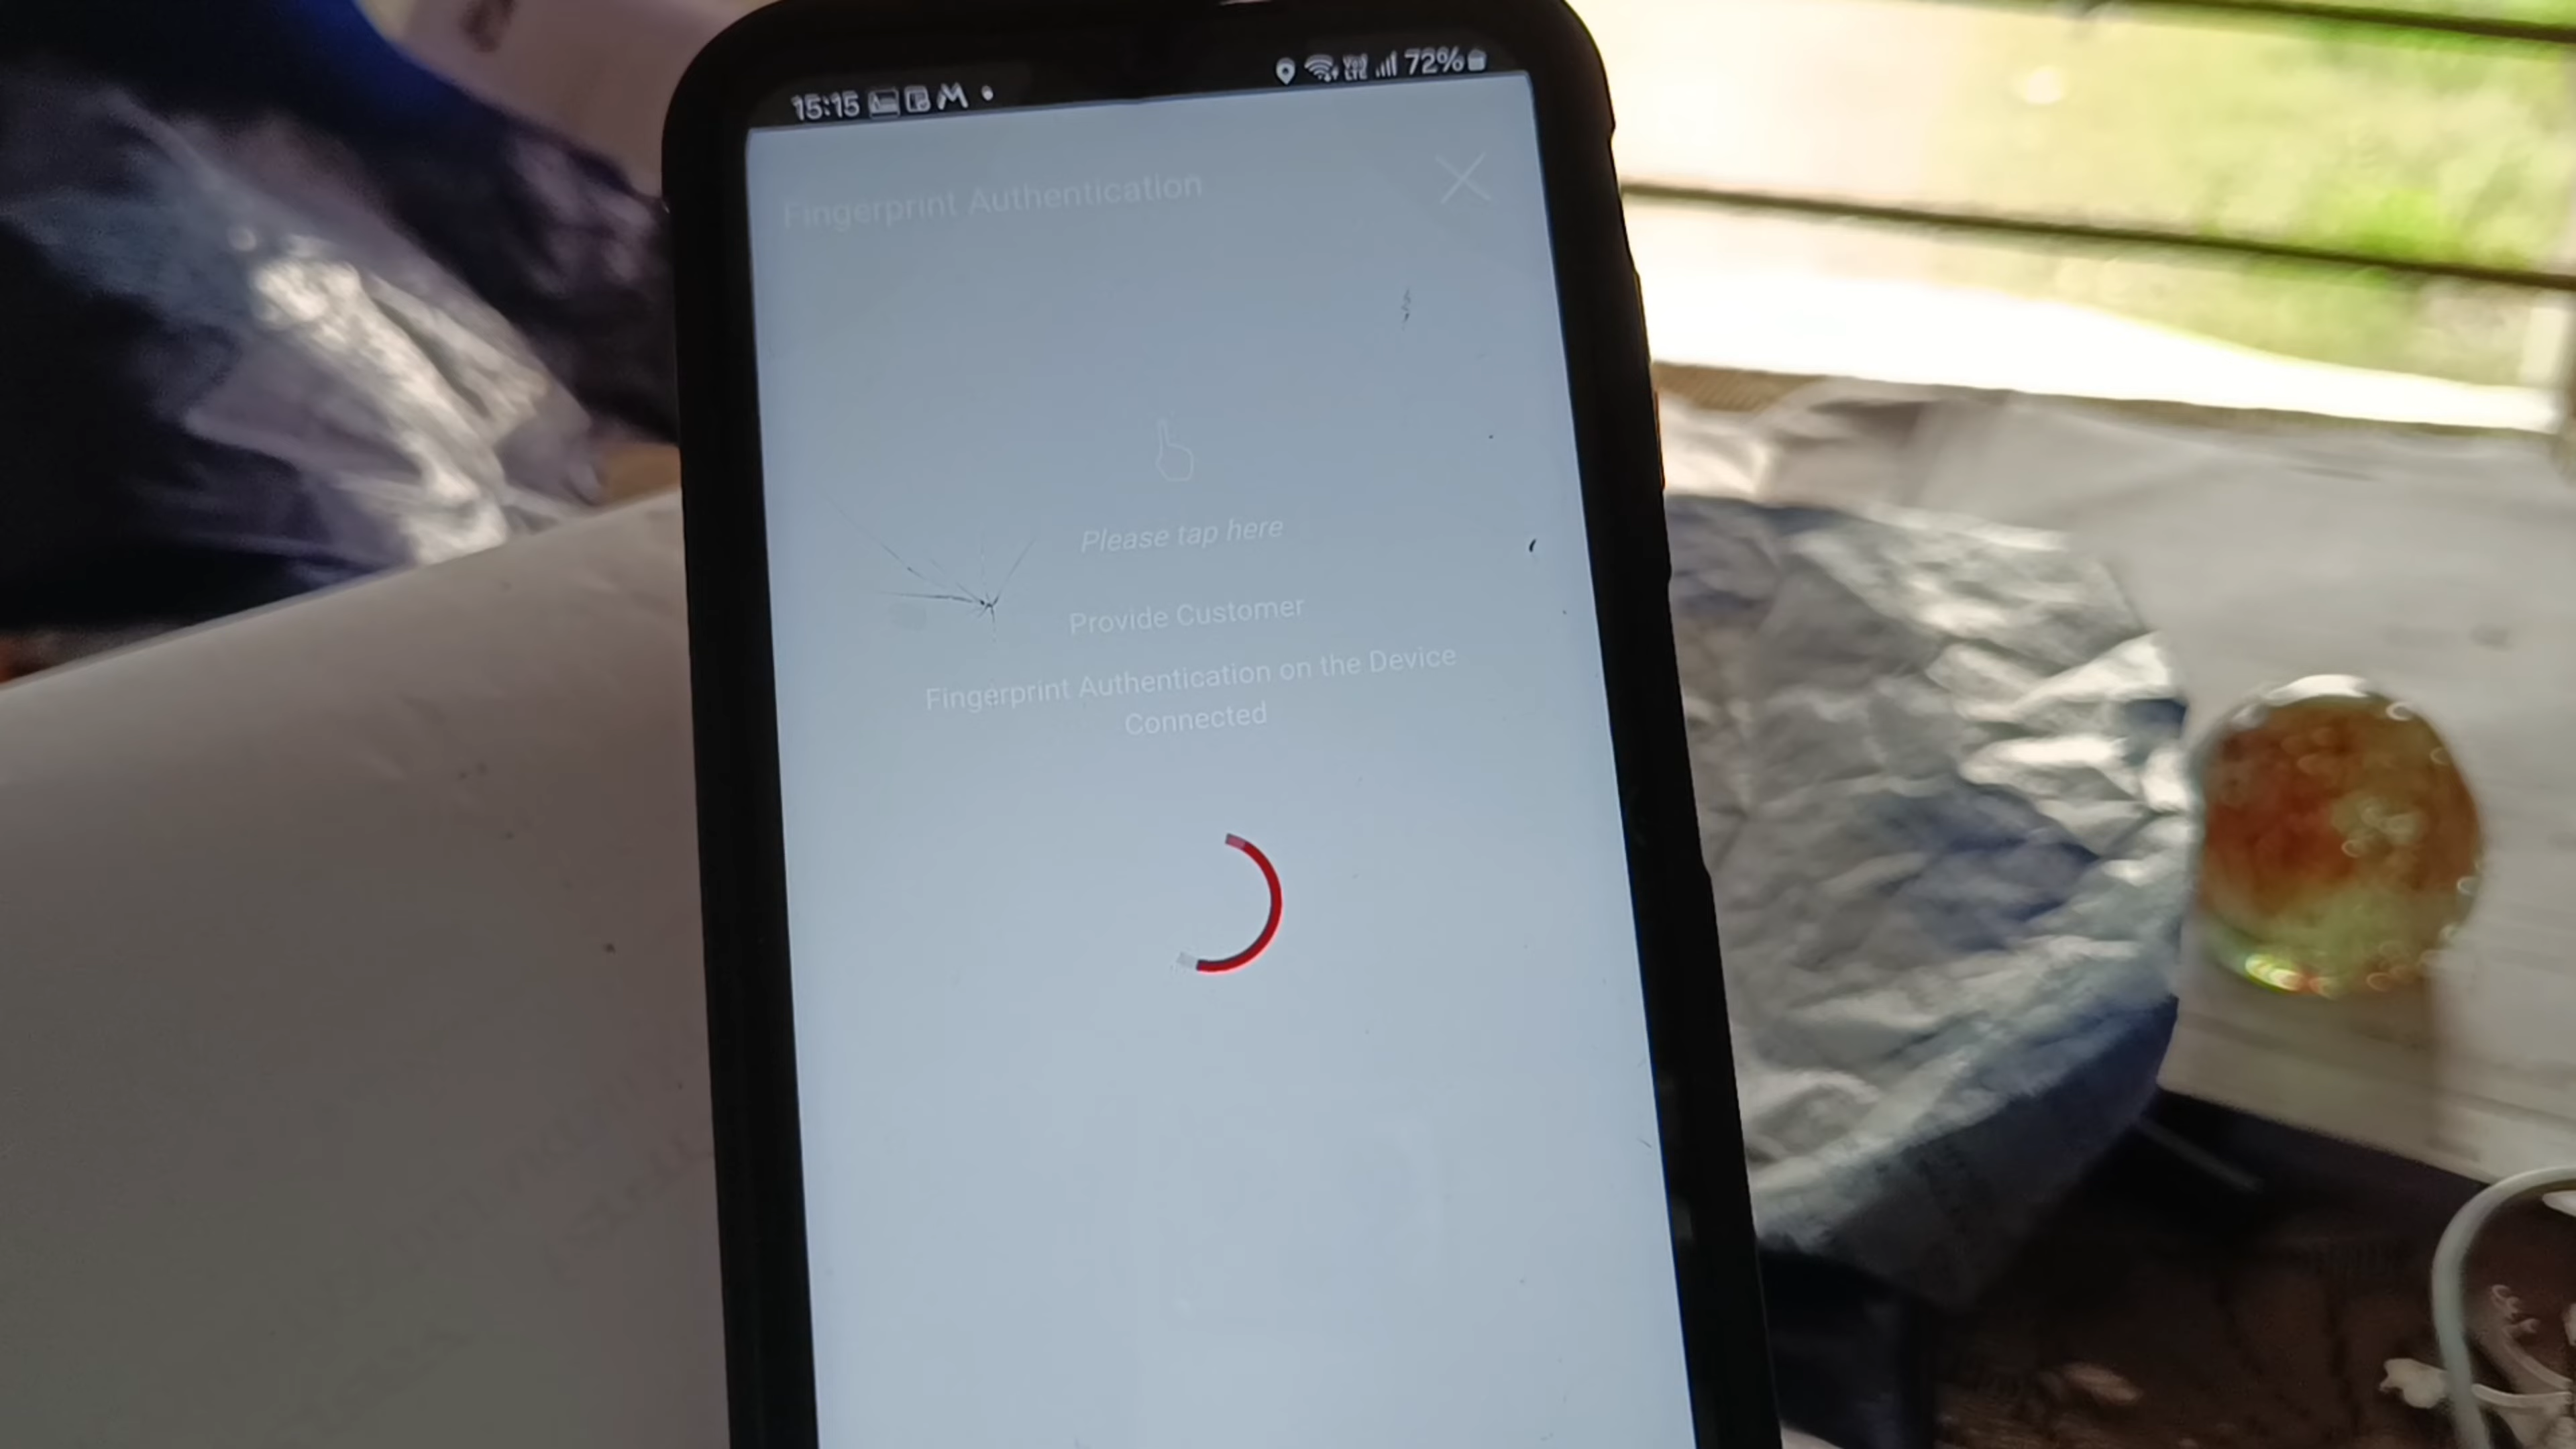 15:15 72%
Fingerprint Authentication
Please tap here
Provide Customer
Fingerprint Authentication on the Device
Connected